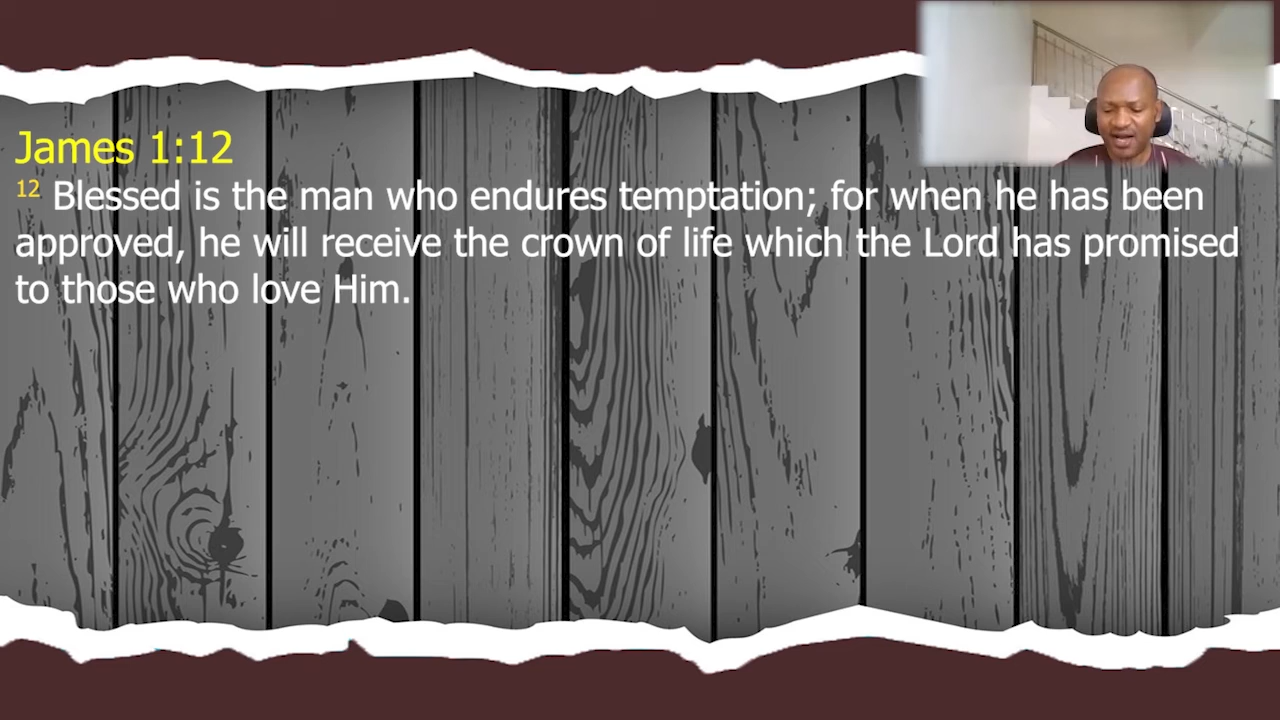 James 1:12
12 Blessed is the man who endures temptation; for when he has been
approved, he will receive the crown of life which the Lord has promised
to those who love Him.